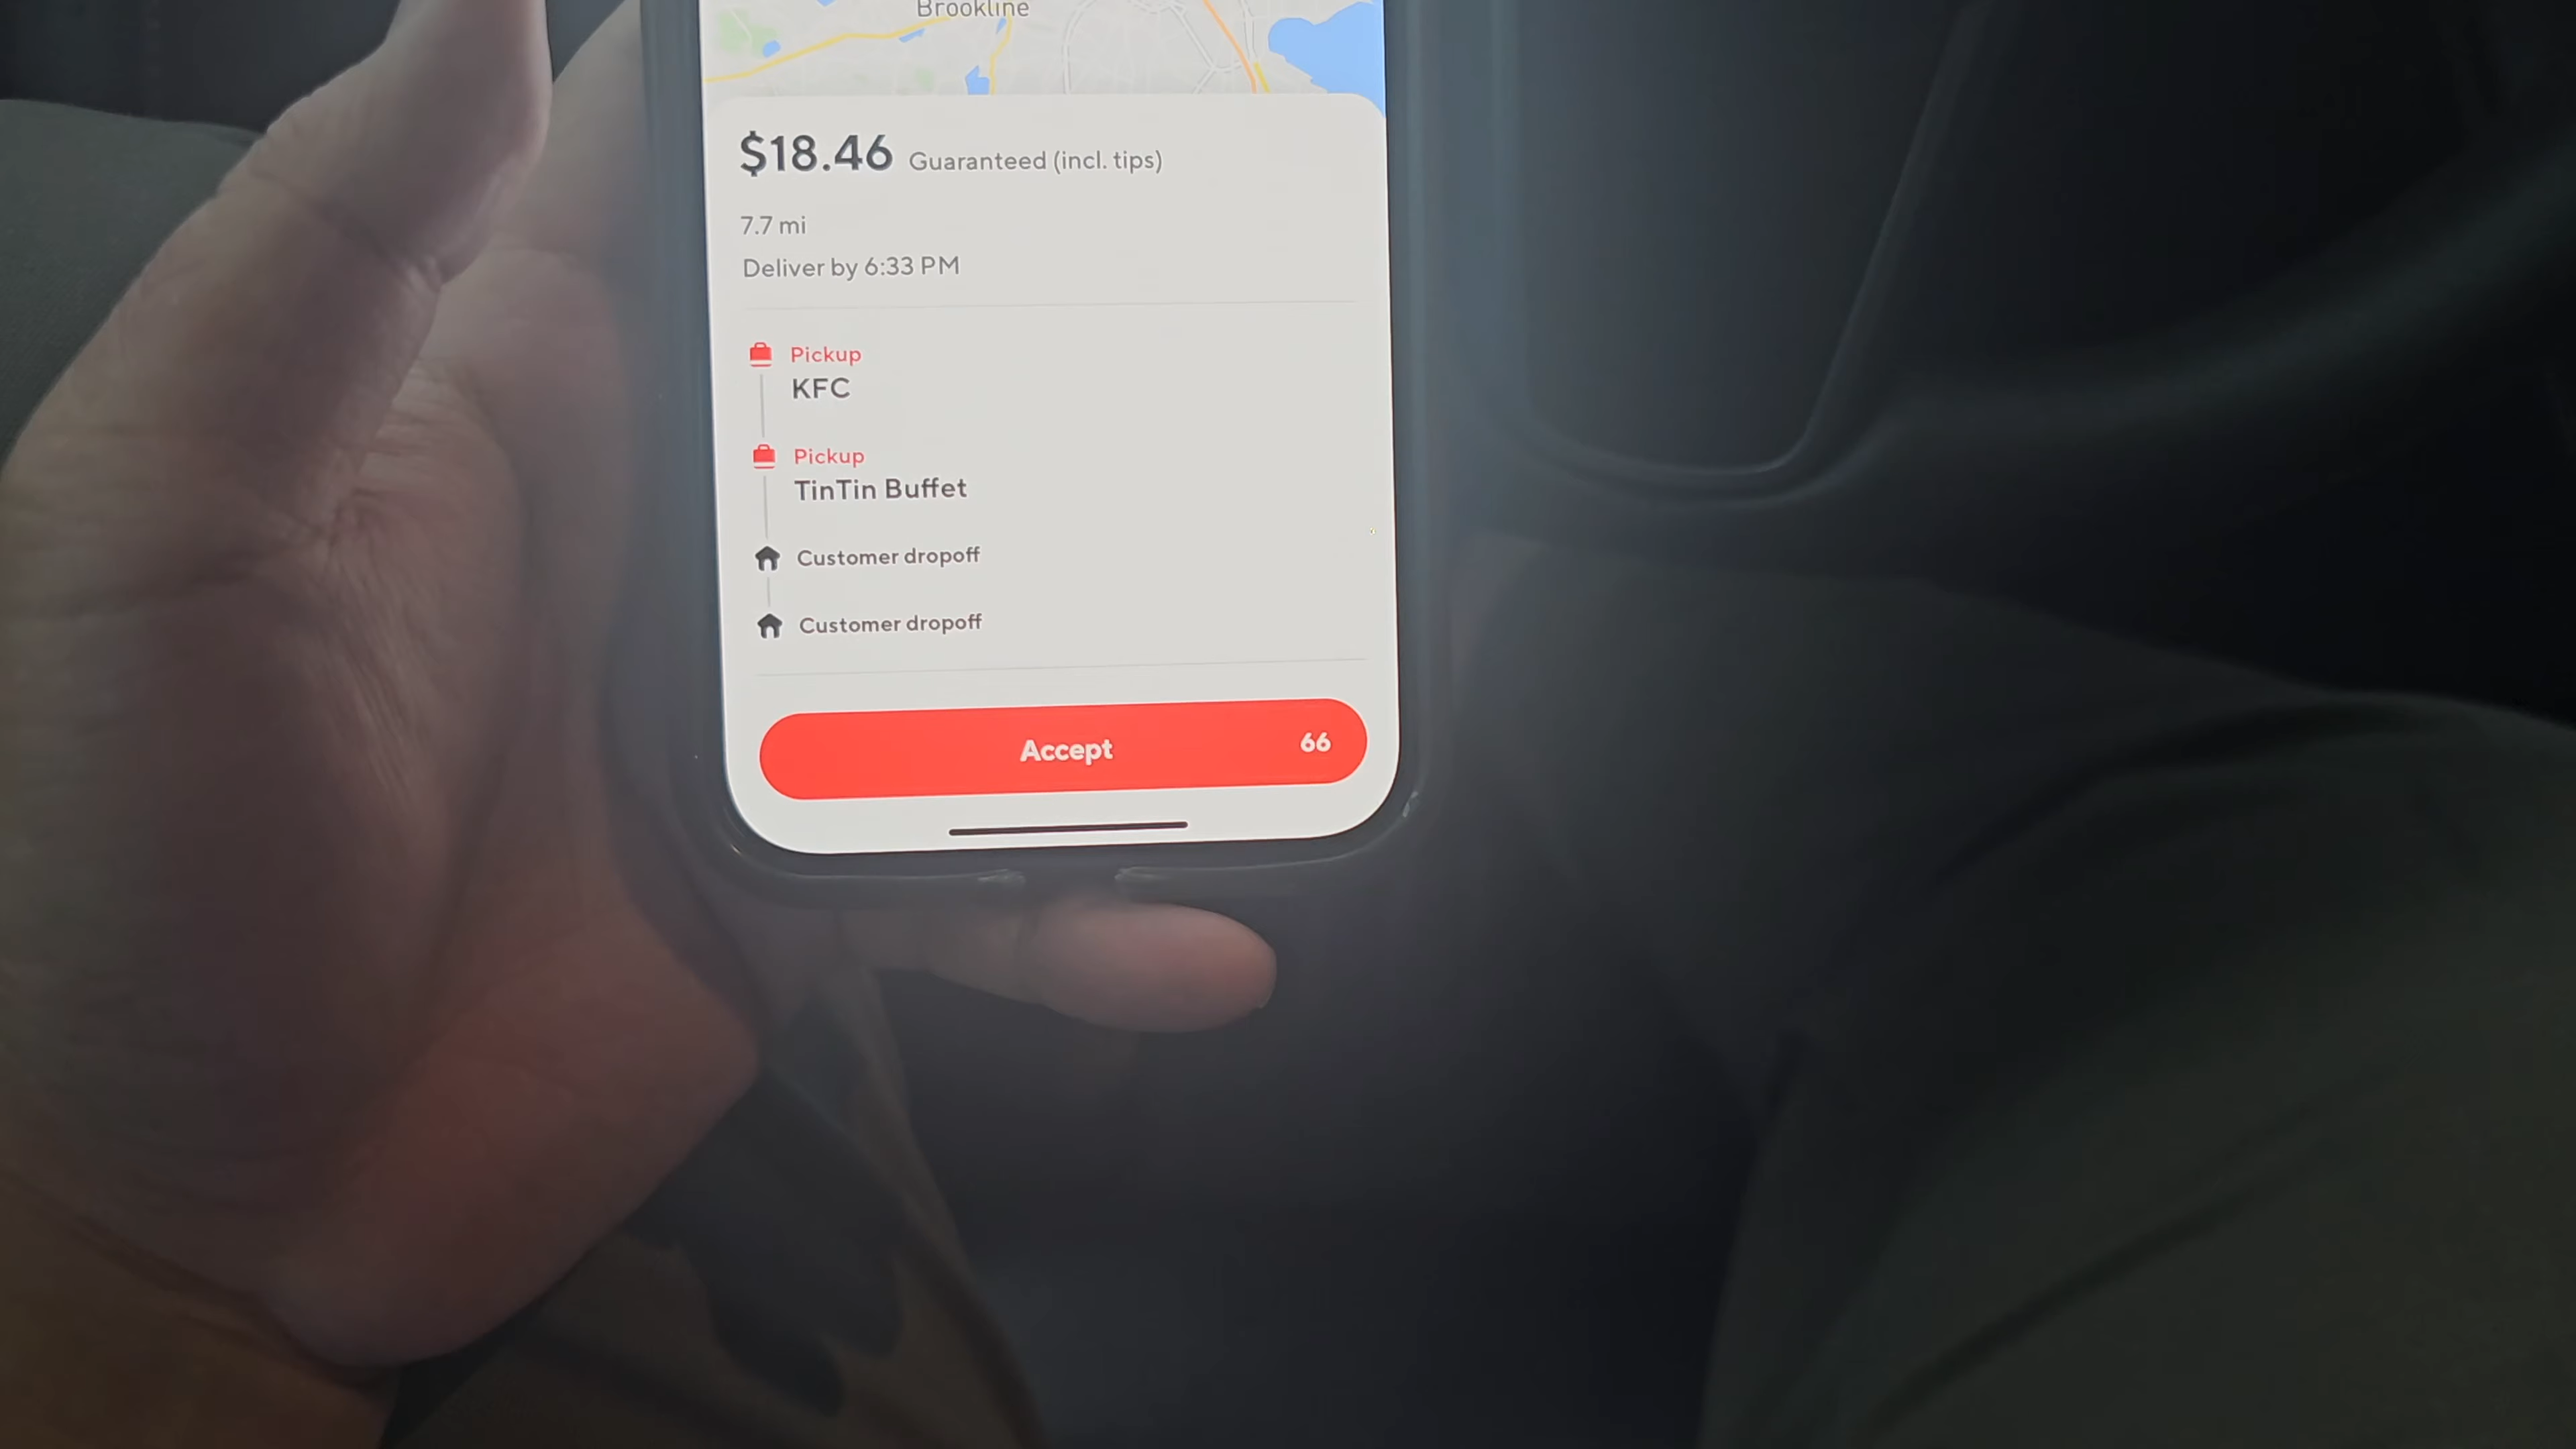 Brookline
$18.46 Guaranteed (incl. tips)
7.7 mi
Deliver by 6:33 PM
Pickup
KFC
Pickup
TinTin Buffet
Customer dropoff
Customer dropoff
Accept 66